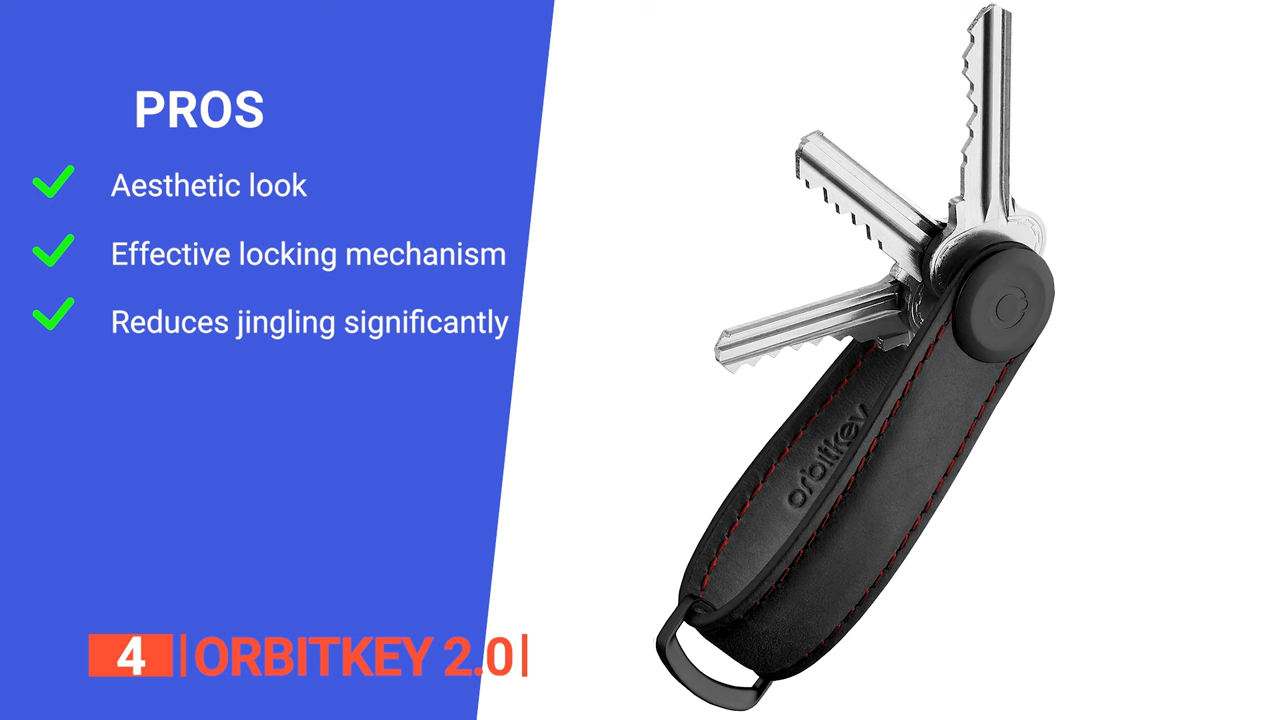 PROS
Aesthetic look
Effective locking mechanism
Reduces jingling significantly
orbitkey
4 | ORBiTKEY 2.0 |